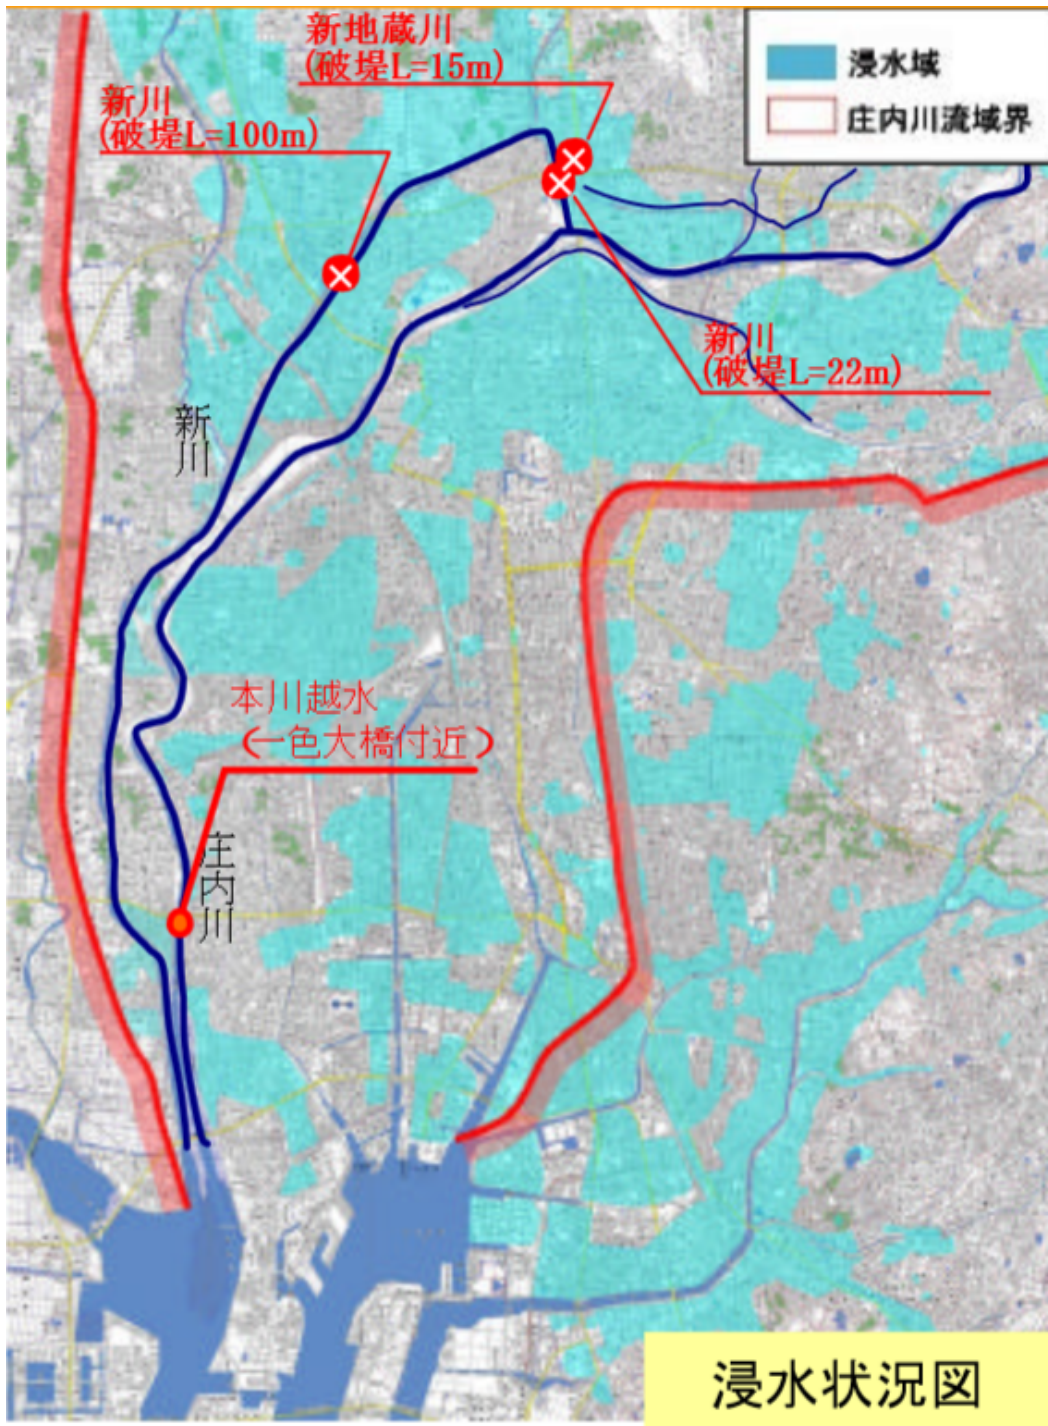 新地蔵川
(破堤L=15m)
浸水域
庄内川流域界
新川
(破堤L=100m)
新川
(破堤L=22m)
新川
本川越水
(一色大橋付近)
庄内川
浸水状況図